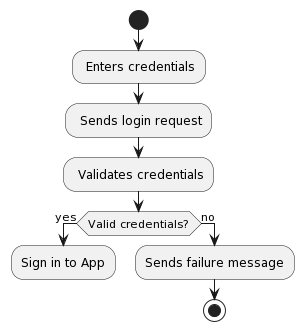 Enters credentials
Sends login request
Validates credentials
yes
Valid credentials?
no
Sign in to App
Sends failure message